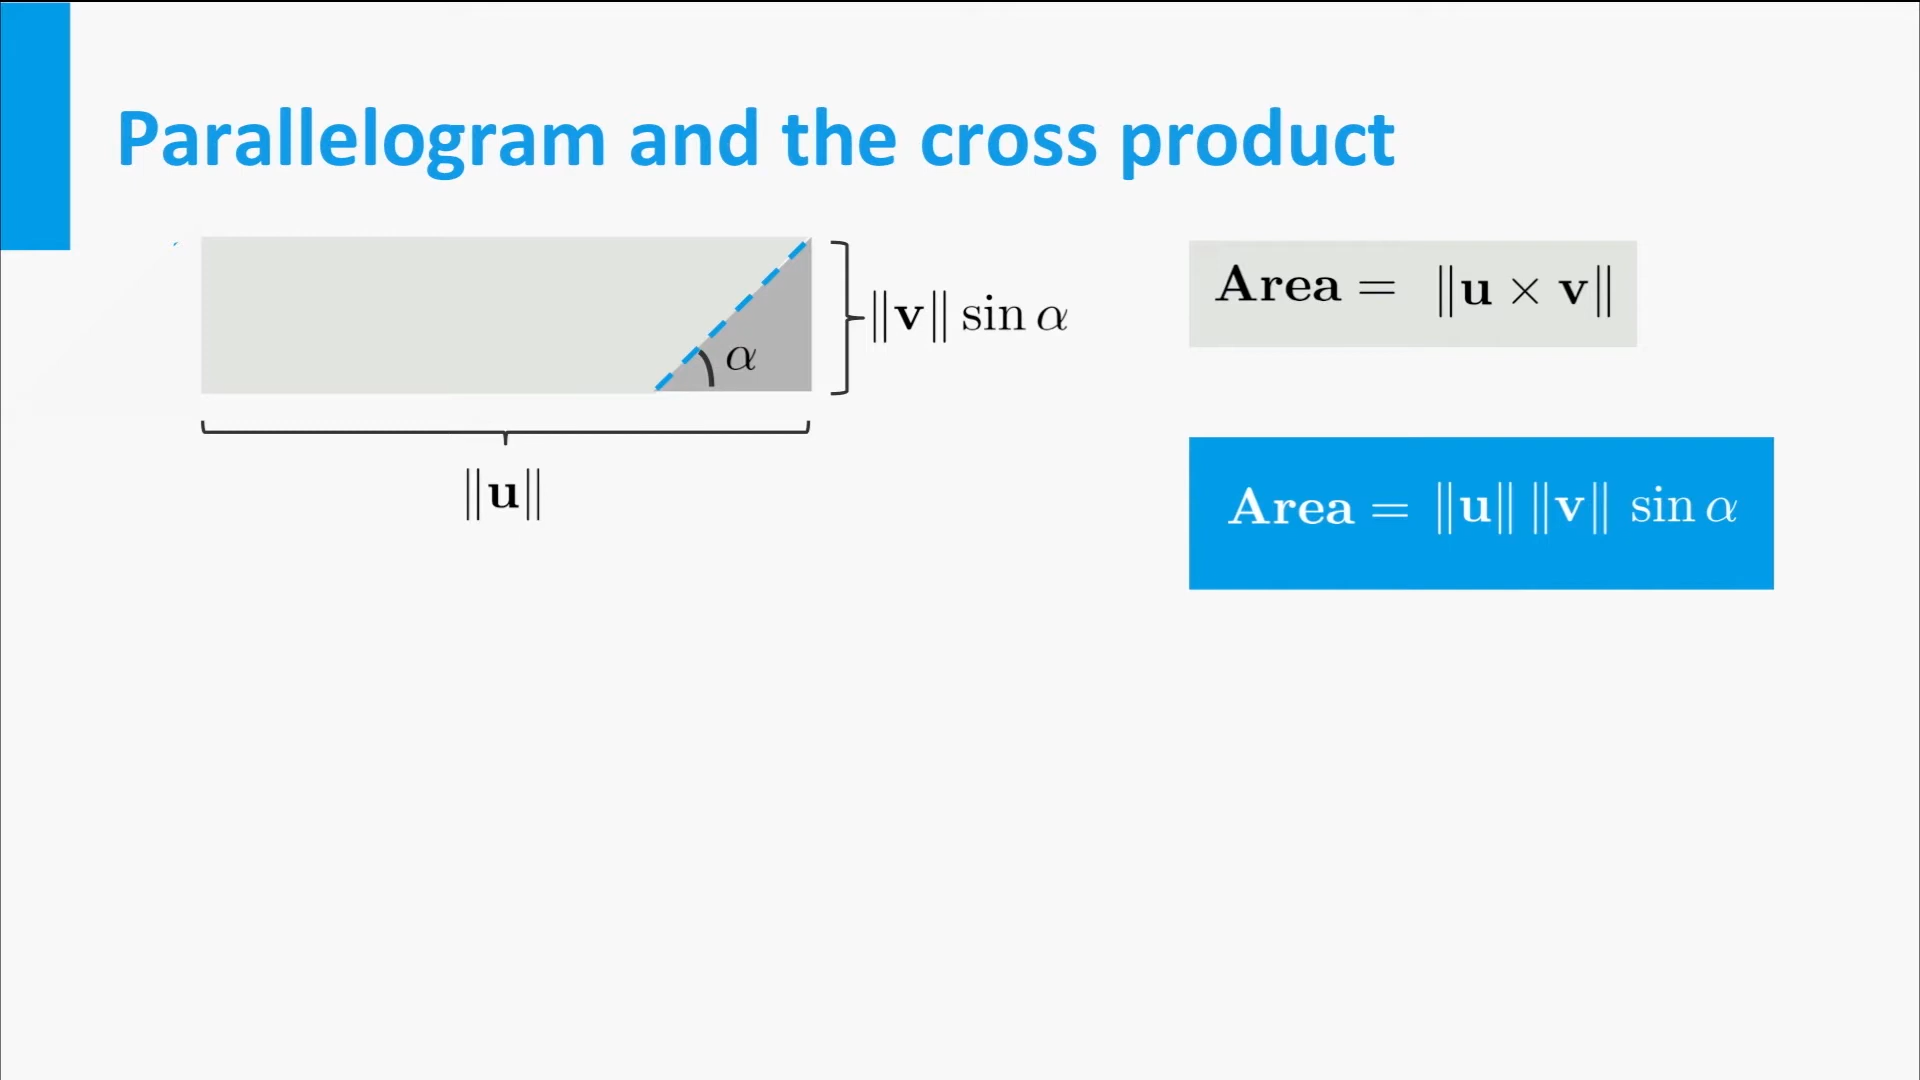 Parallelogram and the cross product
‖v‖ sin α
α
‖u‖
Area = ‖u × v‖
Area = ‖u‖ ‖v‖ sin α